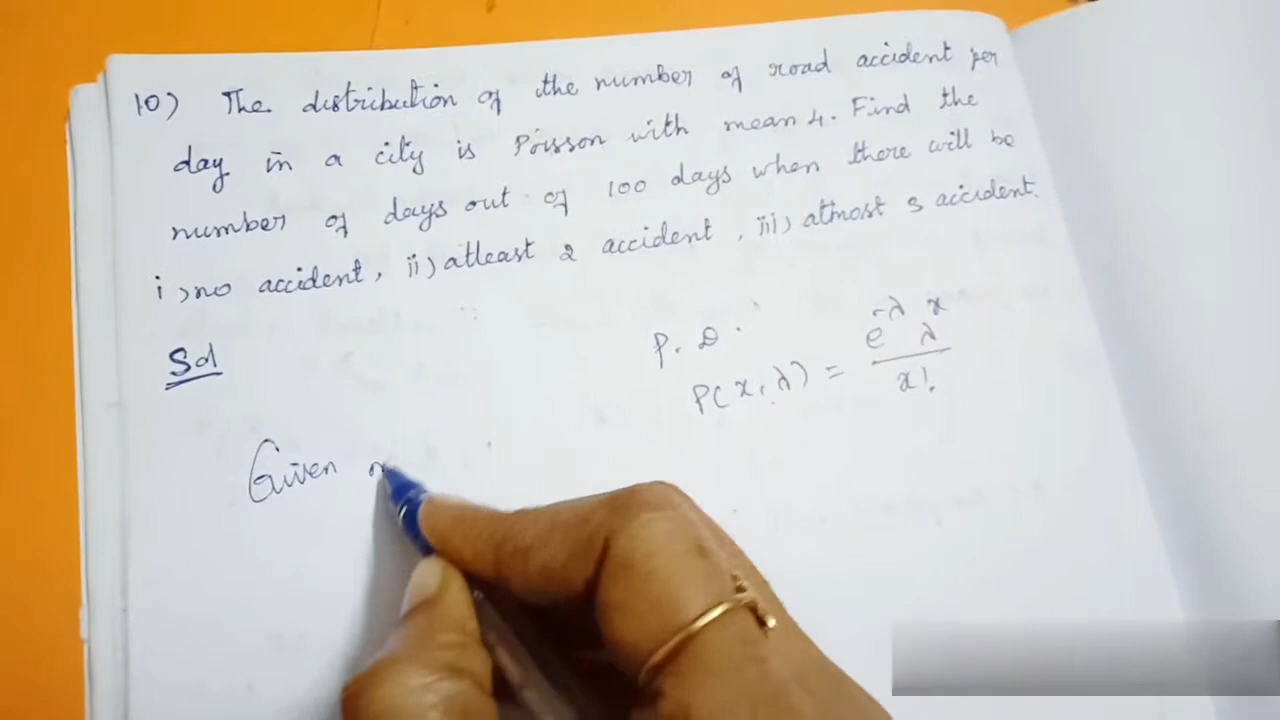 10) The distribution of the number of road accident per
day in a city is Poisson with mean 4. Find the
number of days out of 100 days when there will be
i) no accident, ii) atleast 2 accident, iii) atmost 3 accident.
Sol
P. D.
P(x, λ) = e^-λ λ^x / x!
Given